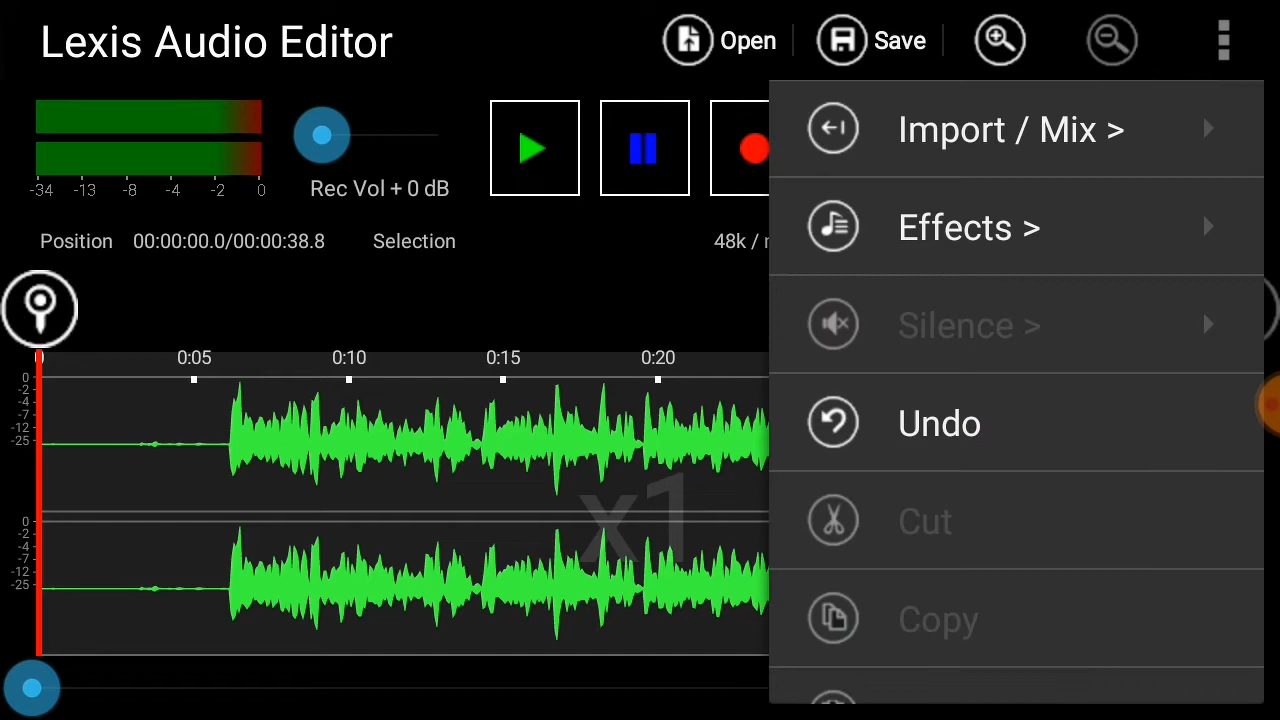 Lexis Audio Editor
Open
Save
Import / Mix >
Effects >
Silence >
Undo
Cut
Copy
-34 -13 -8 -4 -2 0
Rec Vol + 0 dB
Position 00:00:00.0/00:00:38.8 Selection 48k /
0:05 0:10 0:15 0:20
0
-2
-4
-7
-12
-25
x1
0
-2
-4
-7
-12
-25